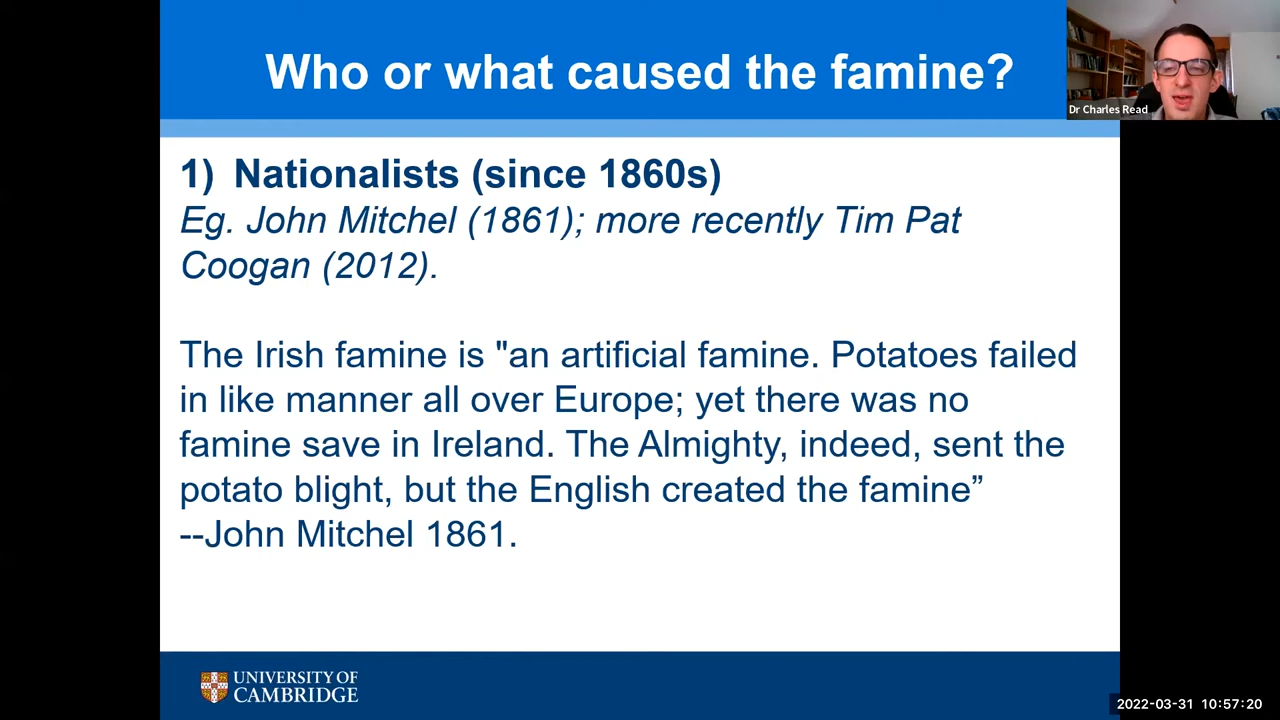 Who or what caused the famine?
Dr Charles Read
1) Nationalists (since 1860s)
Eg. John Mitchel (1861); more recently Tim Pat
Coogan (2012).
The Irish famine is "an artificial famine. Potatoes failed
in like manner all over Europe; yet there was no
famine save in Ireland. The Almighty, indeed, sent the
potato blight, but the English created the famine”
--John Mitchel 1861.
UNIVERSITY OF
CAMBRIDGE
2022-03-31 10:57:20